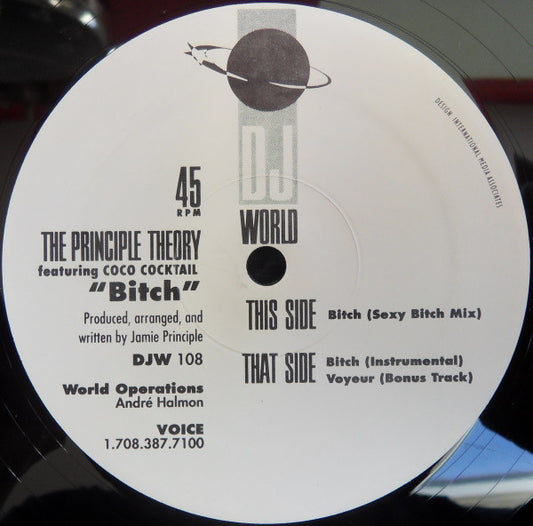 DJ
WORLD
DESIGN: INTERNATIONAL MEDIA ASSOCIATES
45
RPM
THE PRINCIPLE THEORY
featuring COCO COCKTAIL
"Bitch"
Produced, arranged, and
written by Jamie Principle
DJW 108
World Operations
André Halmon
VOICE
1.708.387.7100
THIS SIDE Bitch (Sexy Bitch Mix)
THAT SIDE Bitch (Instrumental)
Voyeur (Bonus Track)